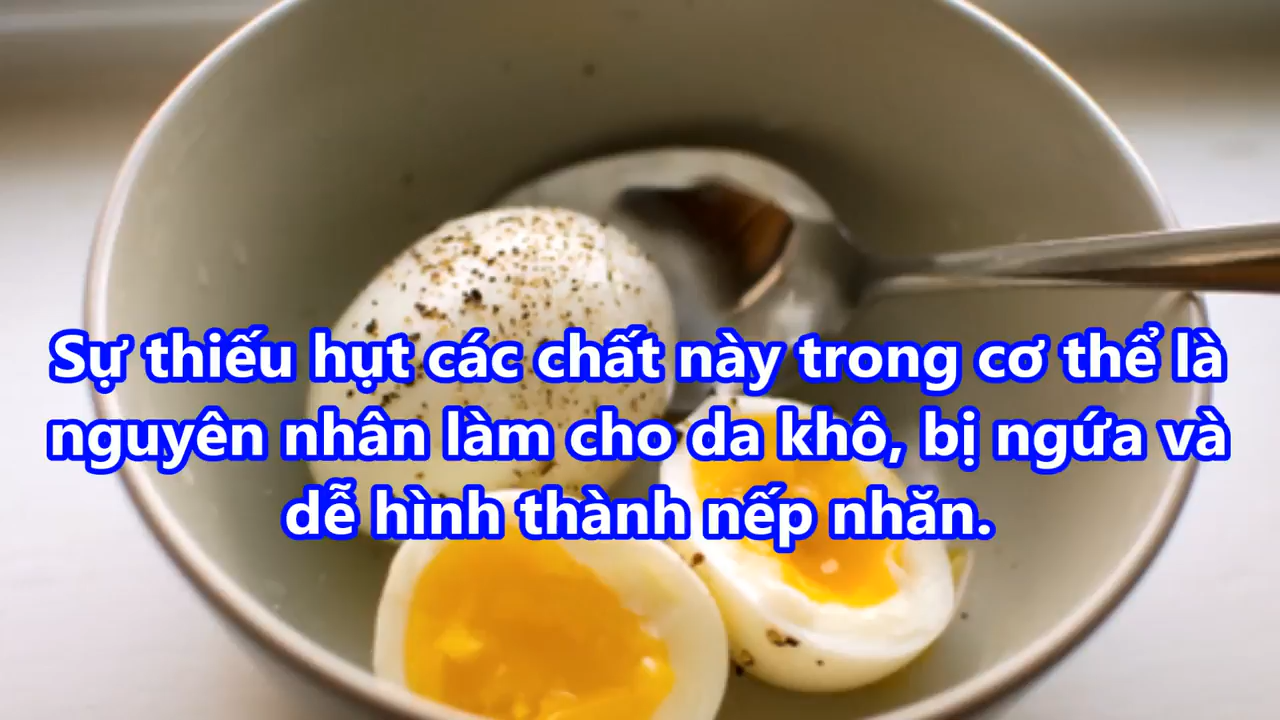 Sự thiếu hụt các chất này trong cơ thể là
nguyên nhân làm cho da khô, bị ngứa và
dễ hình thành nếp nhăn.